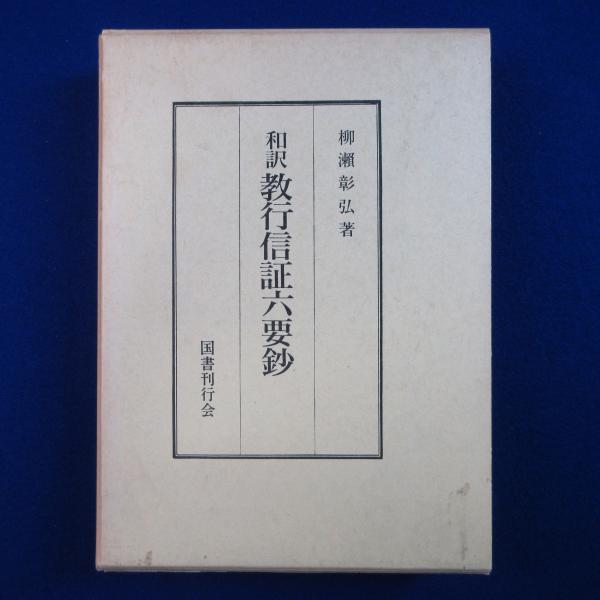 柳瀬彰弘著
和訳 教行信証六要鈔
国書刊行会